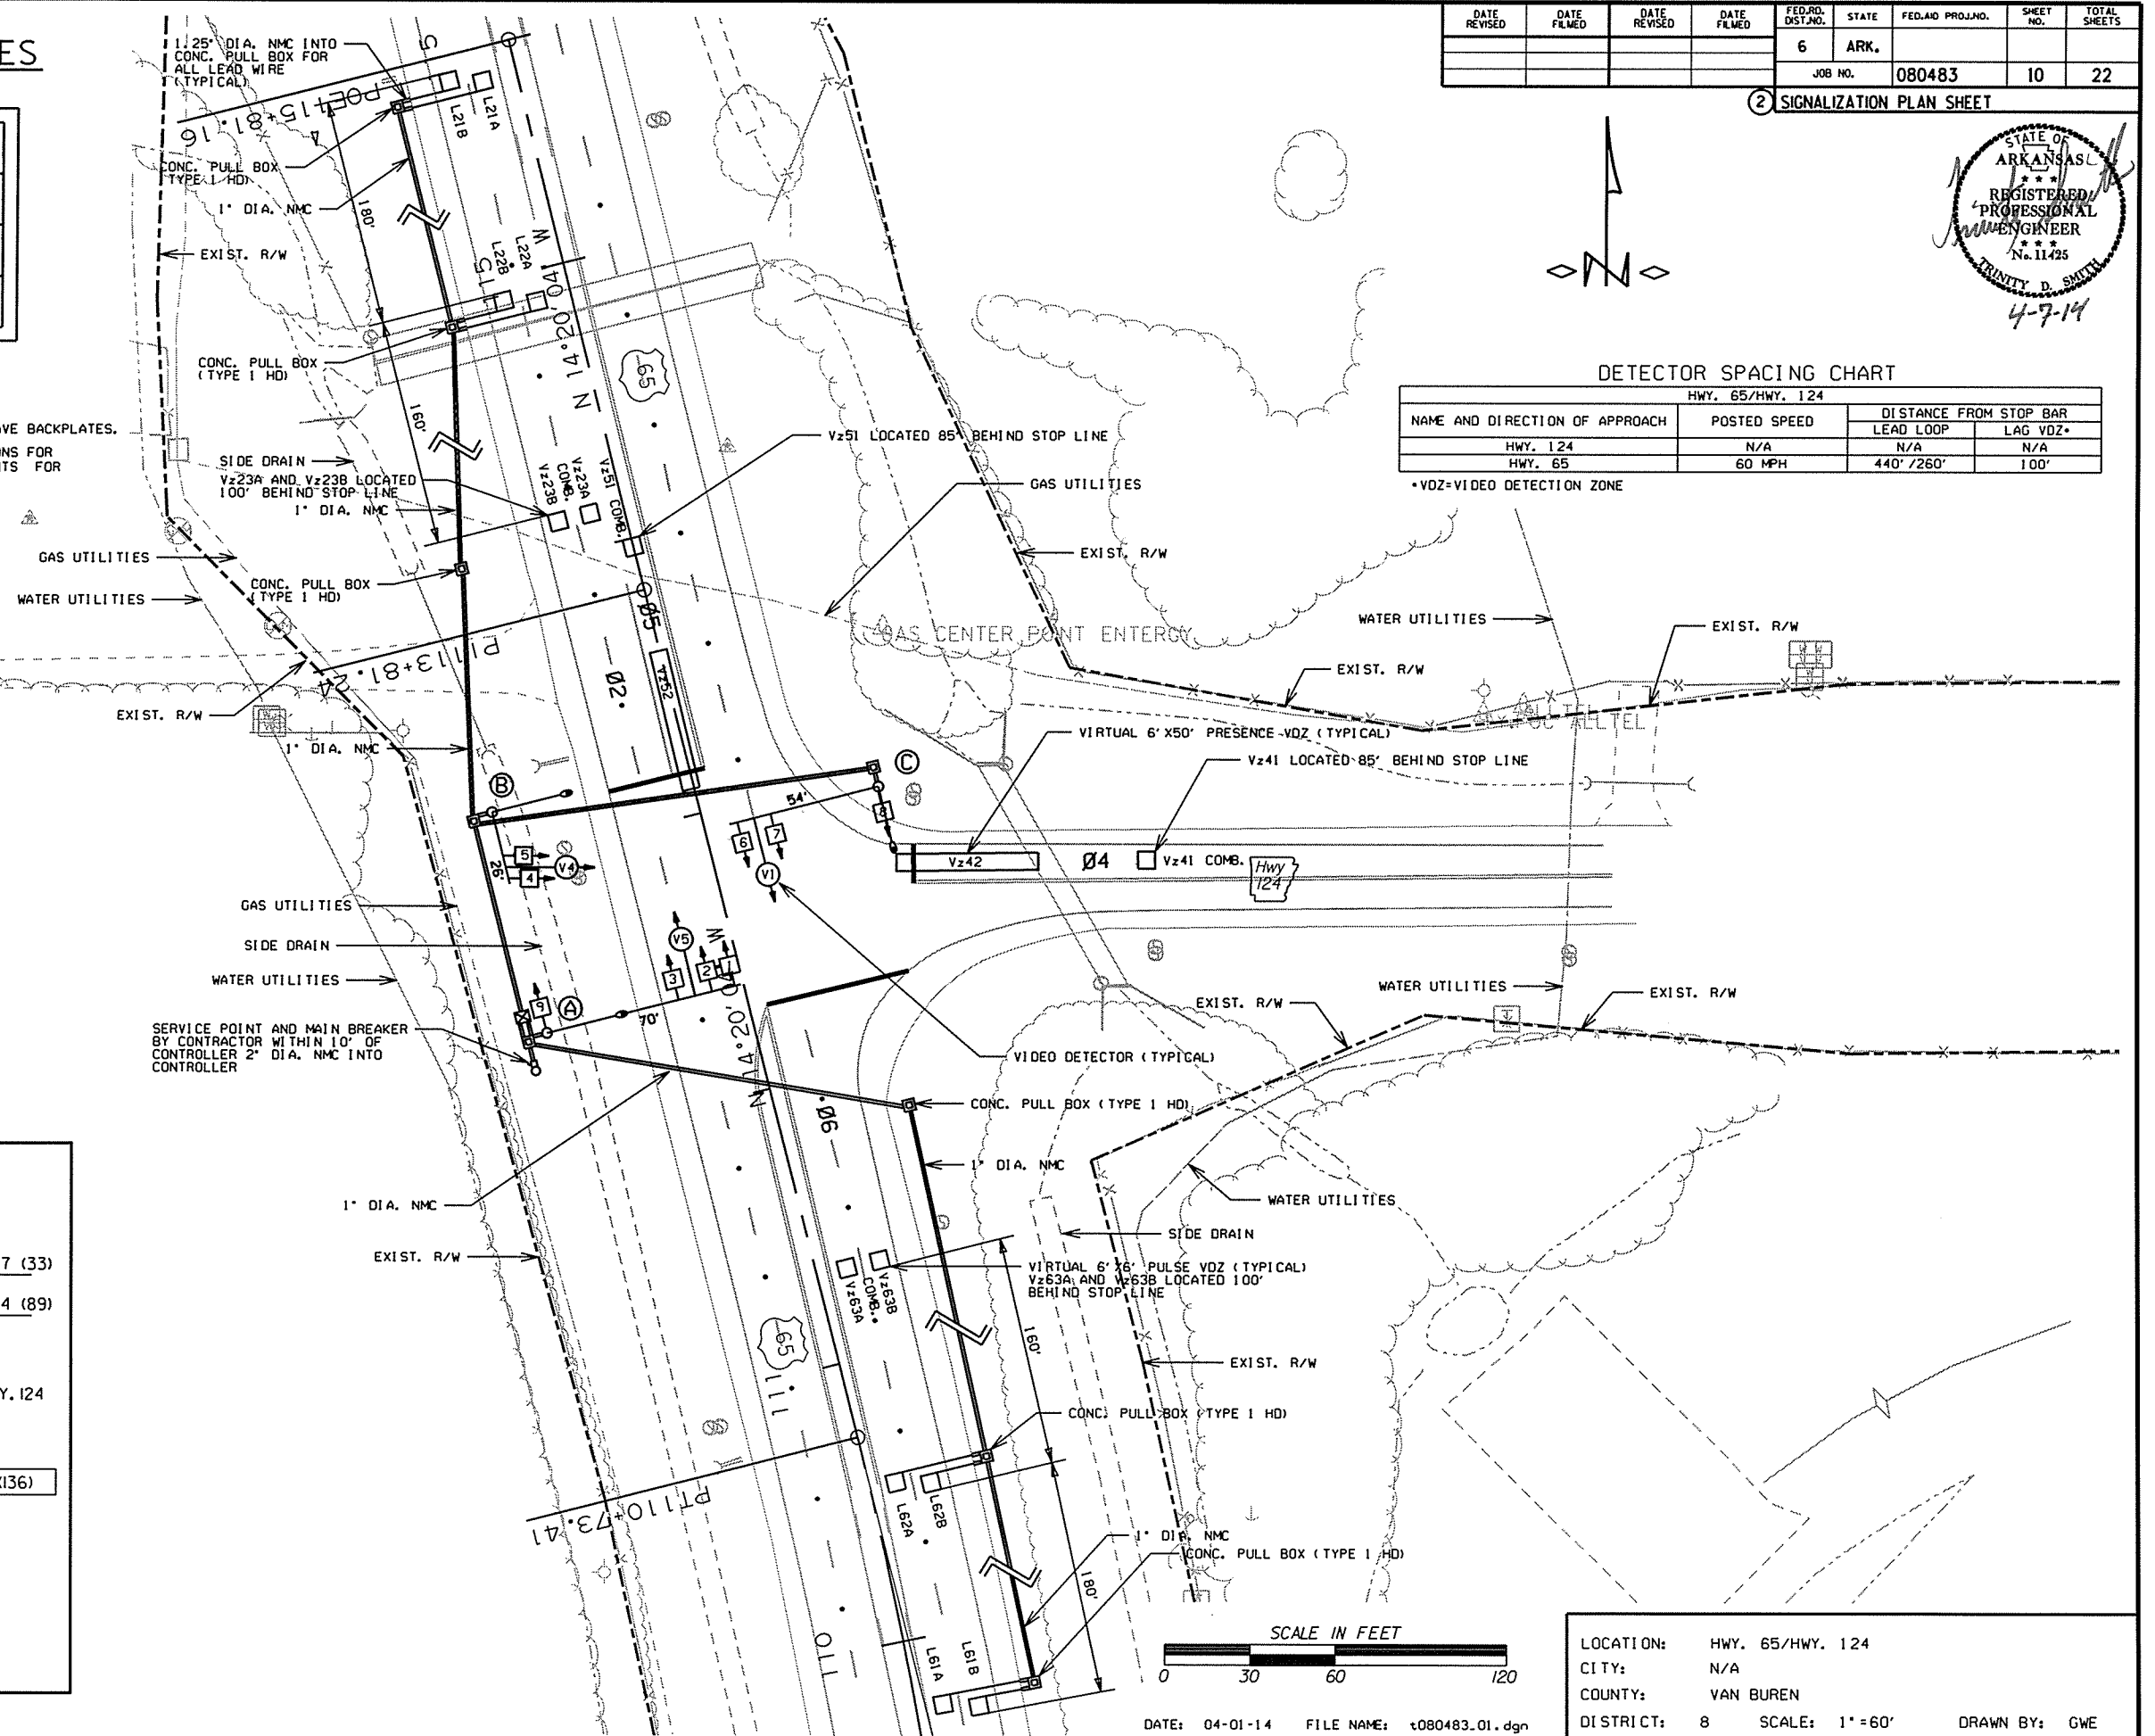 ES
DATE REVISED
DATE FILMED
DATE REVISED
DATE FILMED
FED.RD. DIST.NO.
STATE
FED.AID PROJ.NO.
SHEET NO.
TOTAL SHEETS
6
ARK.
JOB NO.
080483
10
22
2 SIGNALIZATION PLAN SHEET
STATE OF
ARKANSAS
★ ★ ★
REGISTERED
PROFESSIONAL
ENGINEER
★ ★ ★
No. 11425
TRINITY D. SMITH
4-7-14
N
1.25" DIA. NMC INTO
CONC. PULL BOX FOR
ALL LEAD WIRE
(TYPICAL)
POE115+81.16
L21B
L21A
CONC. PULL BOX
(TYPE 1 HD)
1" DIA. NMC
180'
EXIST. R/W
L22B
L22A
N 14°20'04" W
65
CONC. PULL BOX
(TYPE 1 HD)
160'
DETECTOR SPACING CHART
HWY. 65/HWY. 124
NAME AND DIRECTION OF APPROACH
POSTED SPEED
DISTANCE FROM STOP BAR
LEAD LOOP
LAG VDZ*
HWY. 124
N/A
N/A
N/A
HWY. 65
60 MPH
440'/260'
100'
*VDZ=VIDEO DETECTION ZONE
AVE BACKPLATES.
NS FOR
TS FOR
SIDE DRAIN
Vz23A AND Vz23B LOCATED
100' BEHIND STOP LINE
1" DIA. NMC
Vz23B
COMB.
Vz23A
Vz51 COMB.
Vz51 LOCATED 85' BEHIND STOP LINE
GAS UTILITIES
EXIST. R/W
GAS UTILITIES
CONC. PULL BOX
(TYPE 1 HD)
WATER UTILITIES
Ø5
GAS CENTER POINT ENTERGY
WATER UTILITIES
EXIST. R/W
PI113+81.24
Ø2
Vz52
EXIST. R/W
EXIST. R/W
1" DIA. NMC
VIRTUAL 6'X50' PRESENCE VDZ (TYPICAL)
Vz41 LOCATED 85' BEHIND STOP LINE
B
C
54'
8
6
7
V1
26'
5
4
V4
Vz42
Ø4
Vz41 COMB.
Hwy
124
GAS UTILITIES
SIDE DRAIN
WATER UTILITIES
V5
3
2
1
9
A
70'
SERVICE POINT AND MAIN BREAKER
BY CONTRACTOR WITHIN 10' OF
CONTROLLER 2" DIA. NMC INTO
CONTROLLER
WATER UTILITIES
EXIST. R/W
EXIST. R/W
VIDEO DETECTOR (TYPICAL)
CONC. PULL BOX (TYPE 1 HD)
Ø6
1" DIA. NMC
1" DIA. NMC
WATER UTILITIES
SIDE DRAIN
EXIST. R/W
VIRTUAL 6'X6' PULSE VDZ (TYPICAL)
Vz63A AND Vz63B LOCATED 100'
BEHIND STOP LINE
Vz63A
COMB.
Vz63B
7 (33)
4 (89)
Y. 124
(136)
65
111
160'
EXIST. R/W
CONC. PULL BOX (TYPE 1 HD)
PT110+73.41
L62A
L62B
1" DIA. NMC
CONC. PULL BOX (TYPE 1 HD)
180'
110
L61A
L61B
SCALE IN FEET
0 30 60 120
DATE: 04-01-14 FILE NAME: t080483_01.dgn
LOCATION: HWY. 65/HWY. 124
CITY: N/A
COUNTY: VAN BUREN
DISTRICT: 8 SCALE: 1"=60' DRAWN BY: GWE